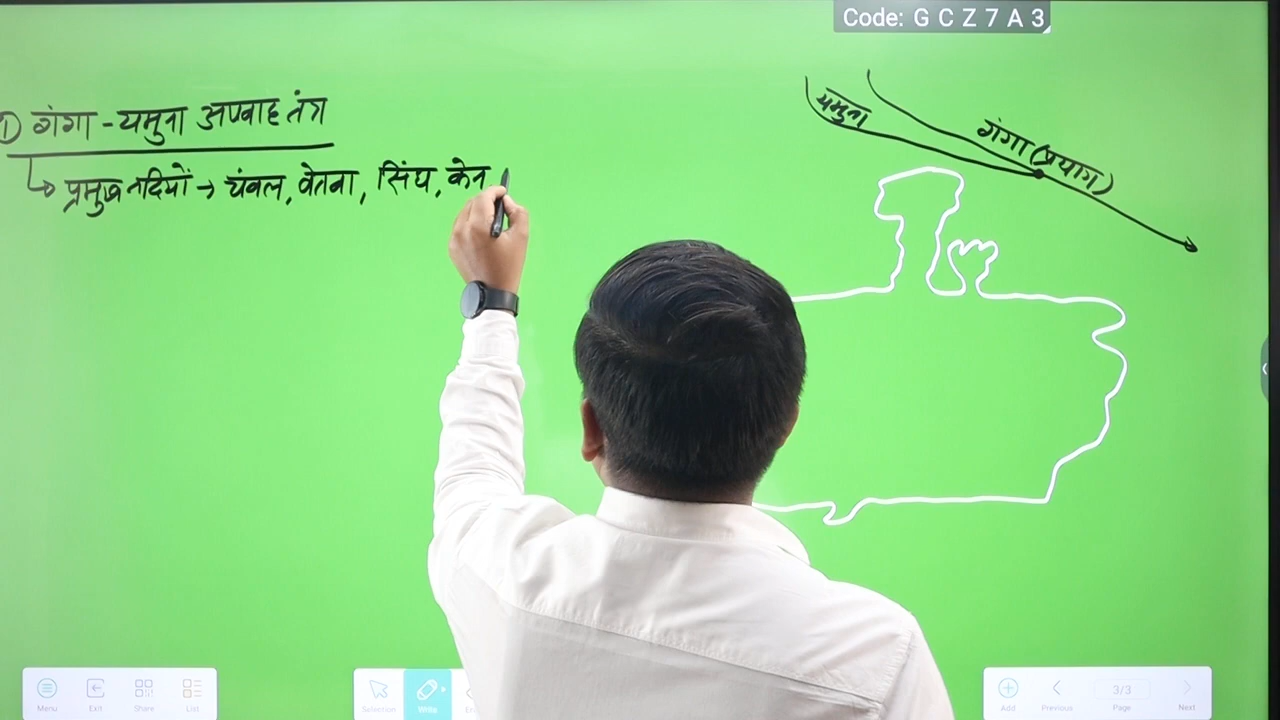 Code: G C Z 7 A 3
① गंगा - यमुना अपवाह तंत्र
प्रमुख नदियाँ → चंबल, बेतवा, सिंध, केन
यमुना
गंगा (प्रयाग)
Menu
Exit
Share
List
Selection
Write
Add
Previous
3/3
Page
Next